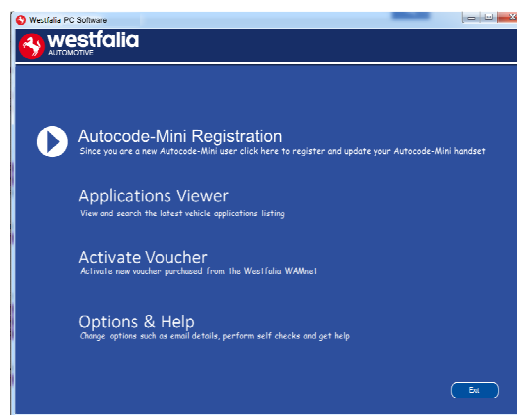 Westfalia PC Software
westfalia
AUTOMOTIVE
Autocode-Mini Registration
Since you are a new Autocode-Mini user click here to register and update your Autocode-Mini handset
Applications Viewer
View and search the latest vehicle applications listing
Activate Voucher
Activate new voucher purchased from the Westfalia WAMnet
Options & Help
Change options such as email details, perform self checks and get help
Exit